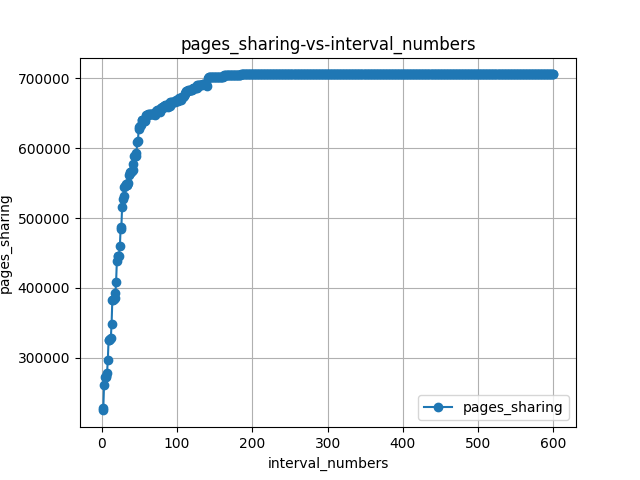 pages_sharing-vs-interval_numbers
700000
600000
500000
400000
300000
pages_sharing
pages_sharing
0 100 200 300 400 500 600
interval_numbers